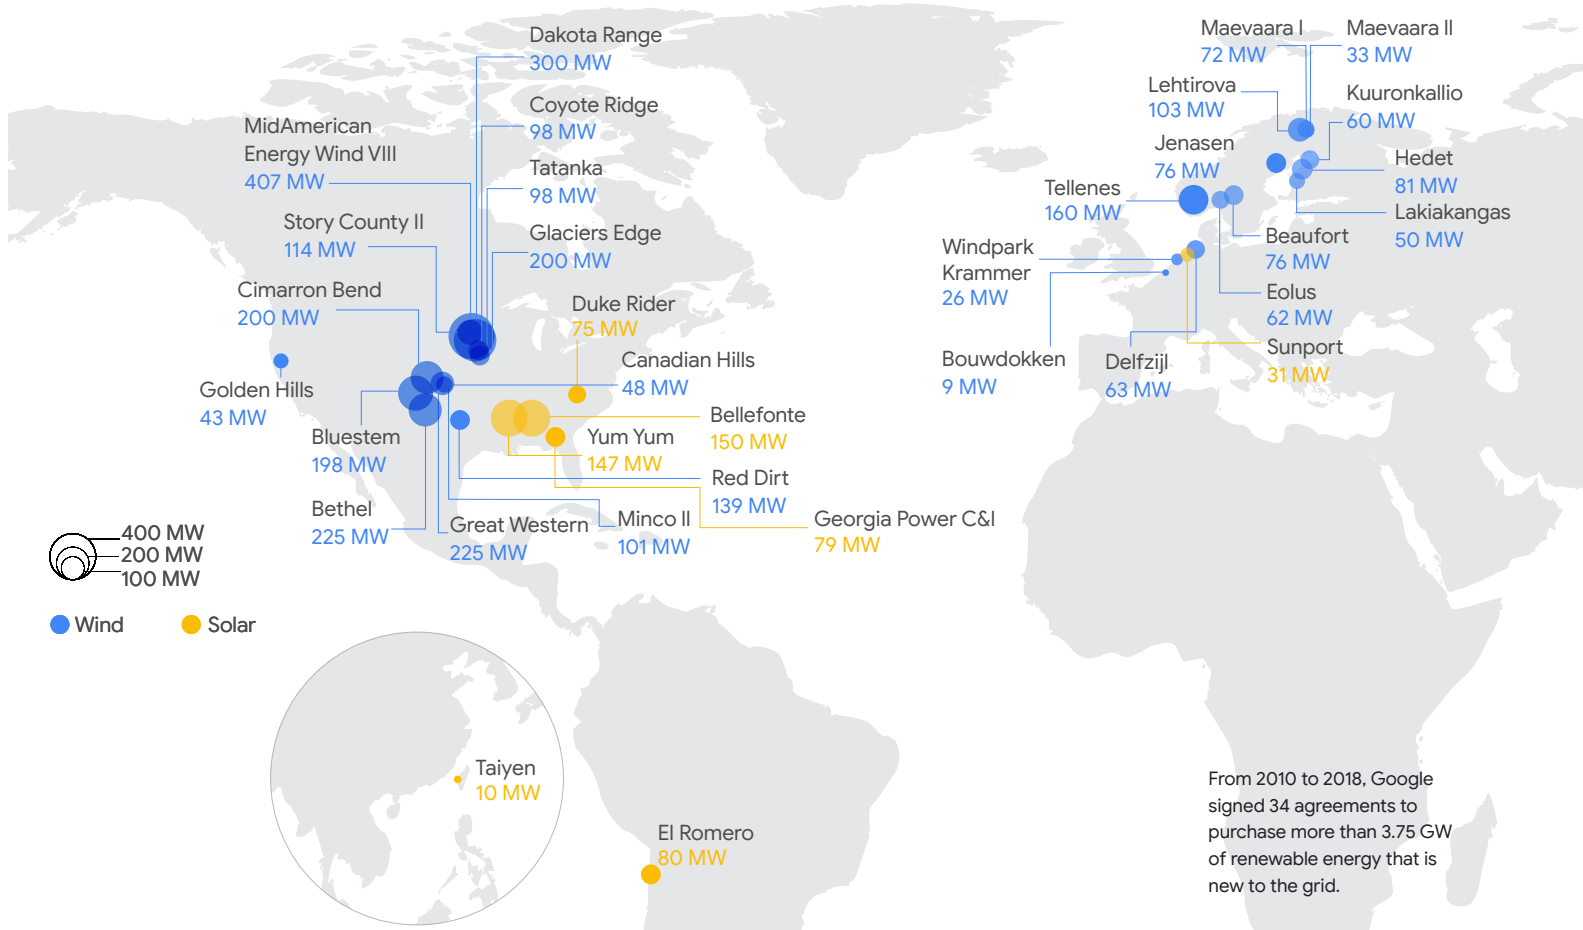 Dakota Range
300 MW
Coyote Ridge
98 MW
MidAmerican
Energy Wind VIII
407 MW
Tatanka
98 MW
Story County II
114 MW
Glaciers Edge
200 MW
Cimarron Bend
200 MW
Duke Rider
75 MW
Canadian Hills
48 MW
Golden Hills
43 MW
Bluestem
198 MW
Bellefonte
150 MW
Yum Yum
147 MW
Red Dirt
139 MW
Bethel
225 MW
Great Western
225 MW
Minco II
101 MW
Georgia Power C&I
79 MW
400 MW
200 MW
100 MW
Wind
Solar
Taiyen
10 MW
El Romero
80 MW
Maevaara I
72 MW
Maevaara II
33 MW
Lehtirova
103 MW
Kuuronkallio
60 MW
Jenasen
76 MW
Hedet
81 MW
Tellenes
160 MW
Lakiakangas
50 MW
Windpark
Krammer
26 MW
Beaufort
76 MW
Eolus
62 MW
Bouwdokken
9 MW
Delfzijl
63 MW
Sunport
31 MW
From 2010 to 2018, Google
signed 34 agreements to
purchase more than 3.75 GW
of renewable energy that is
new to the grid.